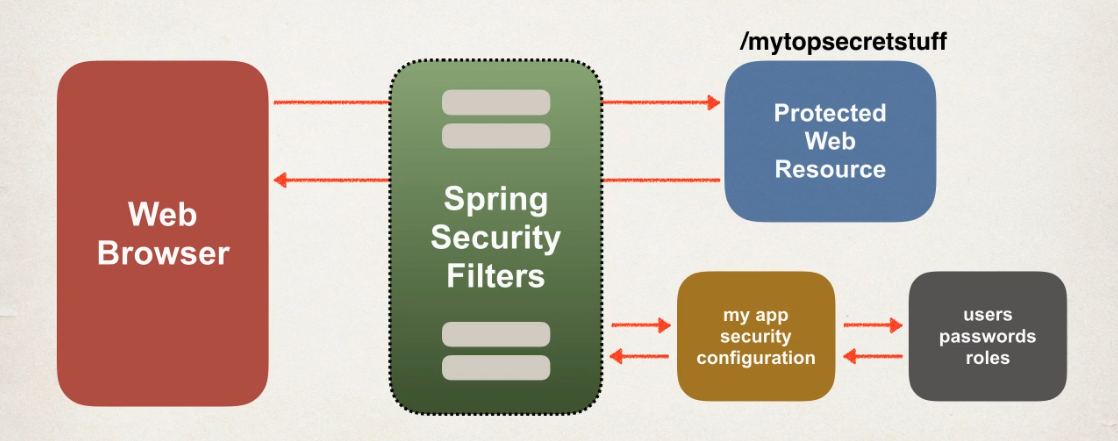 /mytopsecretstuff
Web
Browser
Spring
Security
Filters
Protected
Web
Resource
my app
security
configuration
users
passwords
roles